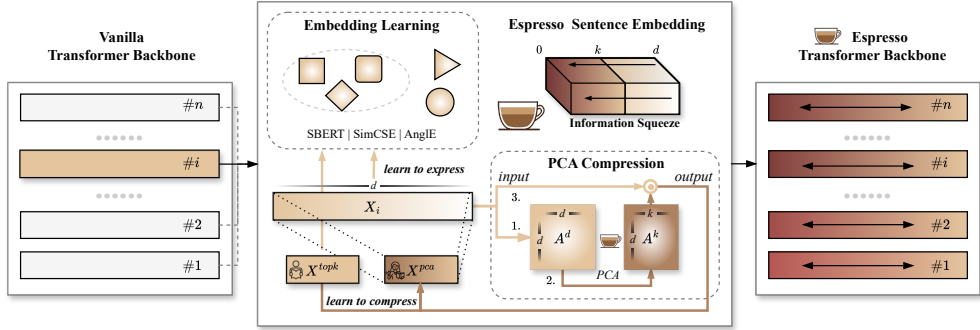 Vanilla
Transformer Backbone
#n
#i
#2
#1
Embedding Learning
SBERT | SimCSE | AnglE
Espresso Sentence Embedding
0 k d
Information Squeeze
learn to express
d
X_i
X^{topk}
X^{pca}
learn to compress
PCA Compression
input
output
3.
1.
d
d
A^d
k
d
A^k
2.
PCA
Espresso
Transformer Backbone
#n
#i
#2
#1